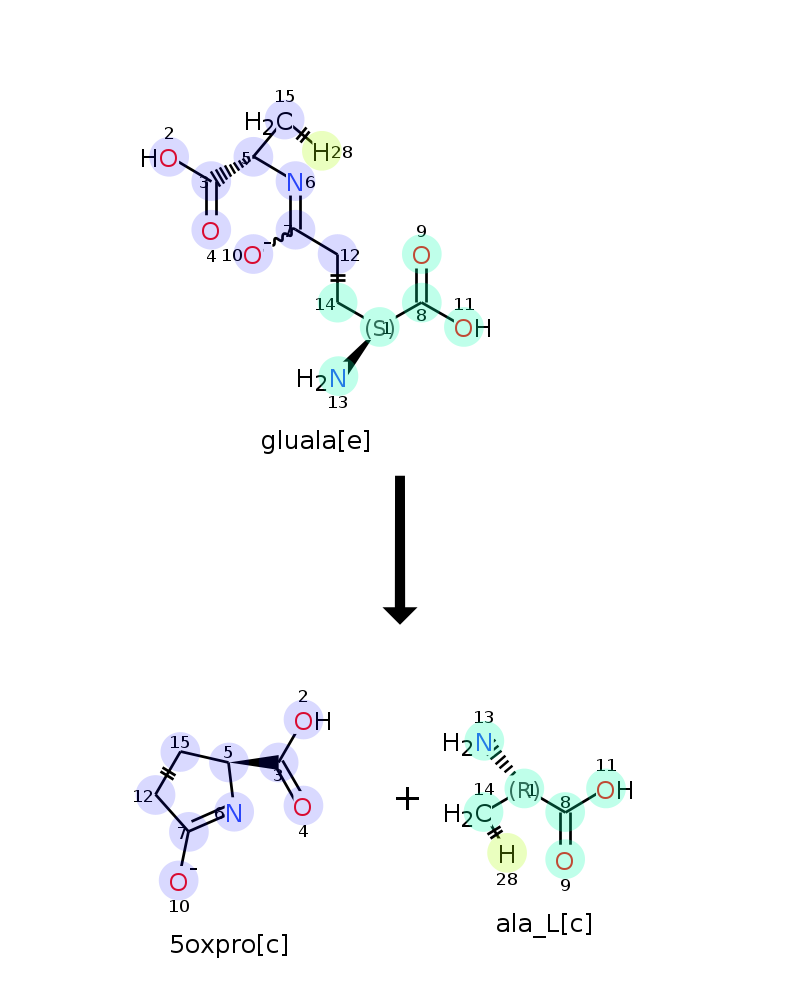 15
H2C
H28
2
HO
3
5
N6
O
4
7
10O-
12
9
O
14
(S)1
8
11
OH
H2N
13
gluala[e]
2
OH
15
5
3
12
6N
O
4
7
O-
10
5oxpro[c]
+
13
H2N
11
14
(R)1
8
OH
H2C
H
28
O
9
ala_L[c]